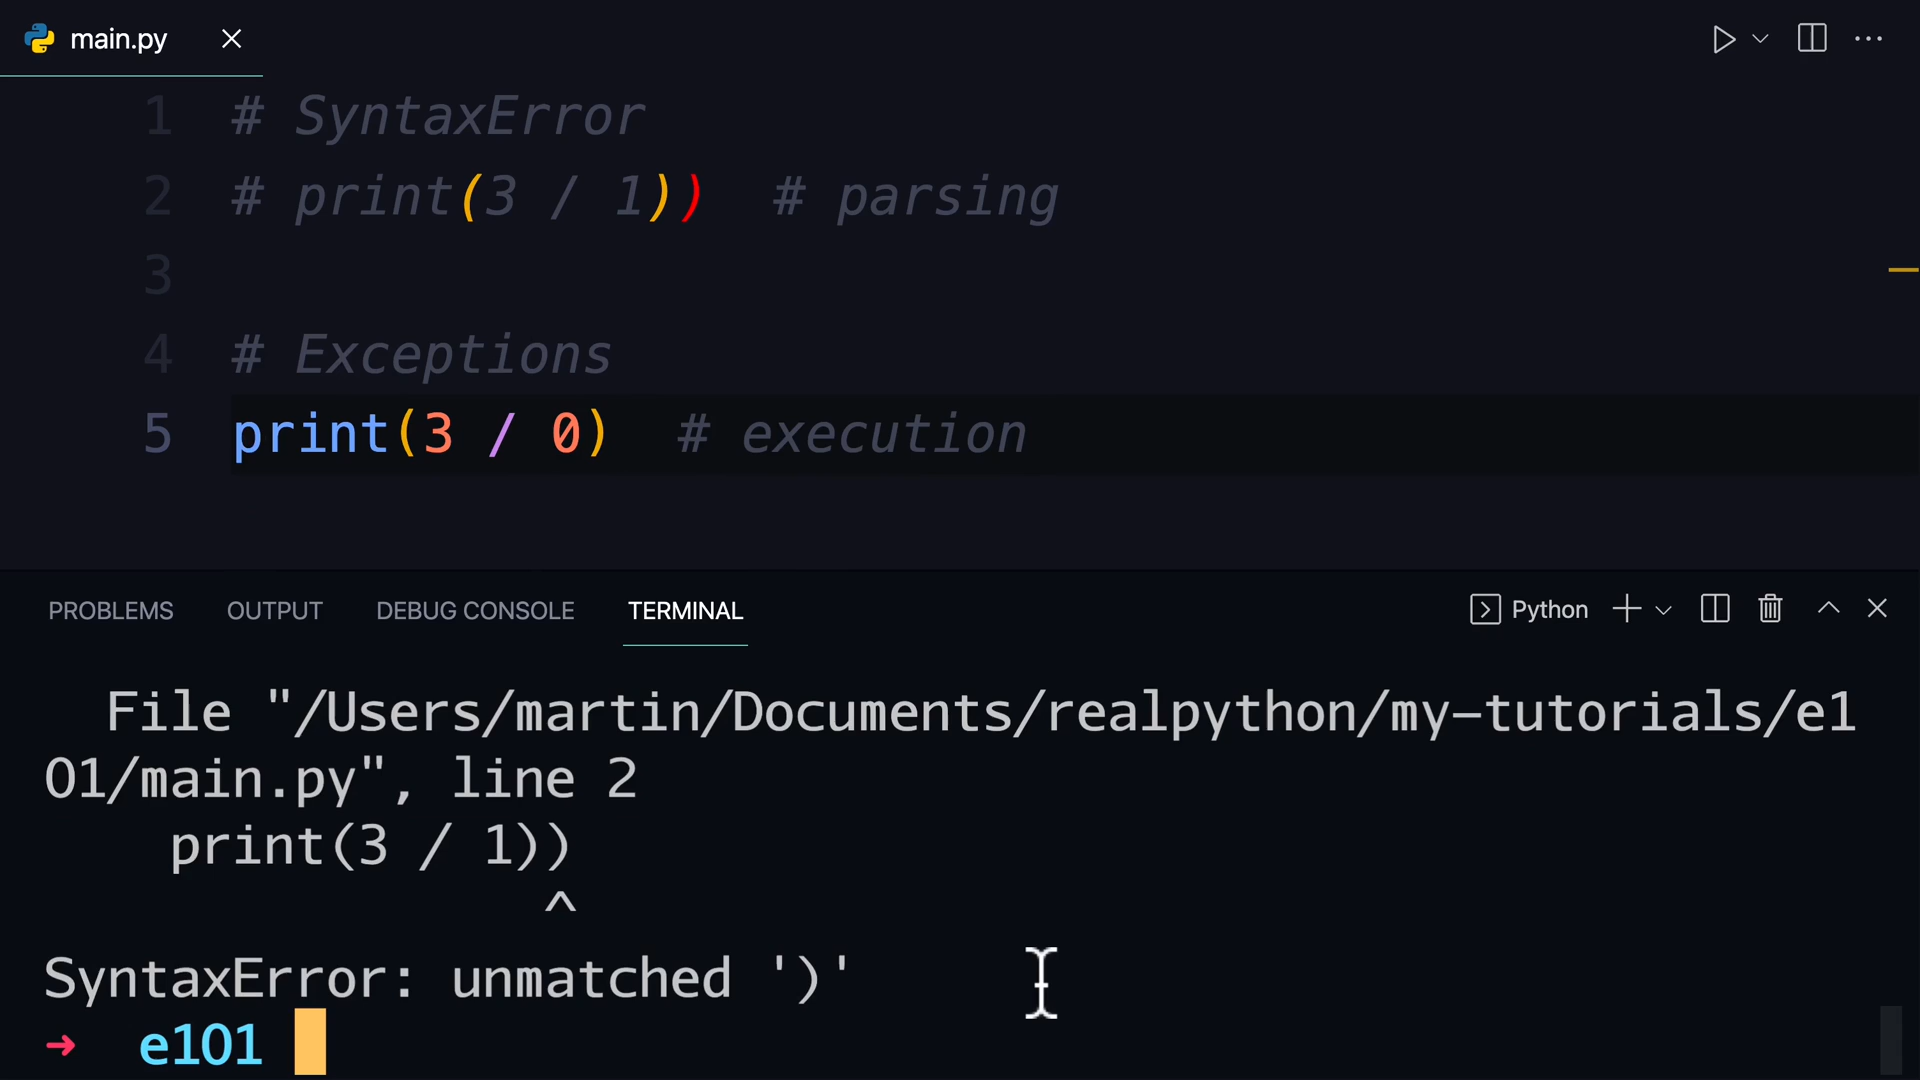 main.py
1 # SyntaxError
2 # print(3 / 1))  # parsing
3
4 # Exceptions
5 print(3 / 0)  # execution
PROBLEMS OUTPUT DEBUG CONSOLE TERMINAL Python
File "/Users/martin/Documents/realpython/my-tutorials/e1
01/main.py", line 2
print(3 / 1))
^
SyntaxError: unmatched ')'
➜ e101